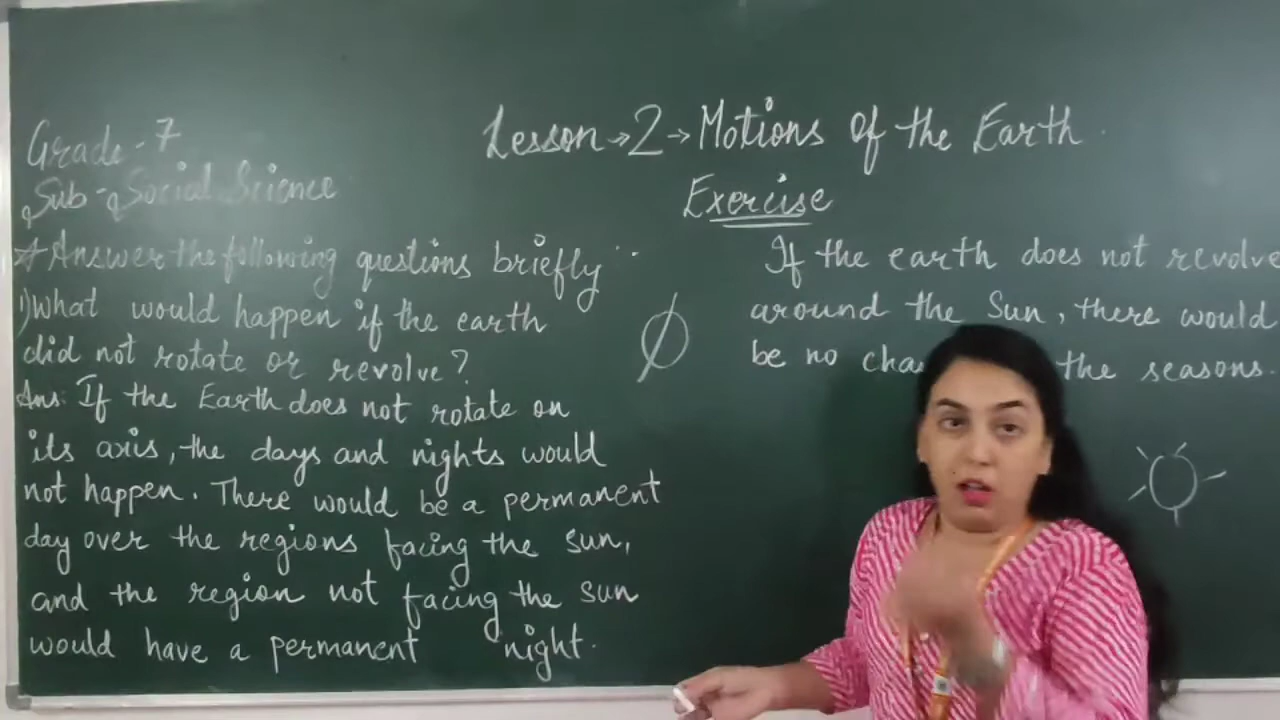 Grade - 7
Sub - Social Science
Lesson → 2 → Motions of the Earth
Exercise
* Answer the following questions briefly
1) What would happen if the earth
did not rotate or revolve?
Ans: If the Earth does not rotate on
its axis, the days and nights would
not happen. There would be a permanent
day over the regions facing the sun,
and the region not facing the sun
would have a permanent night.
If the earth does not revolve
around the Sun, there would
be no the seasons.